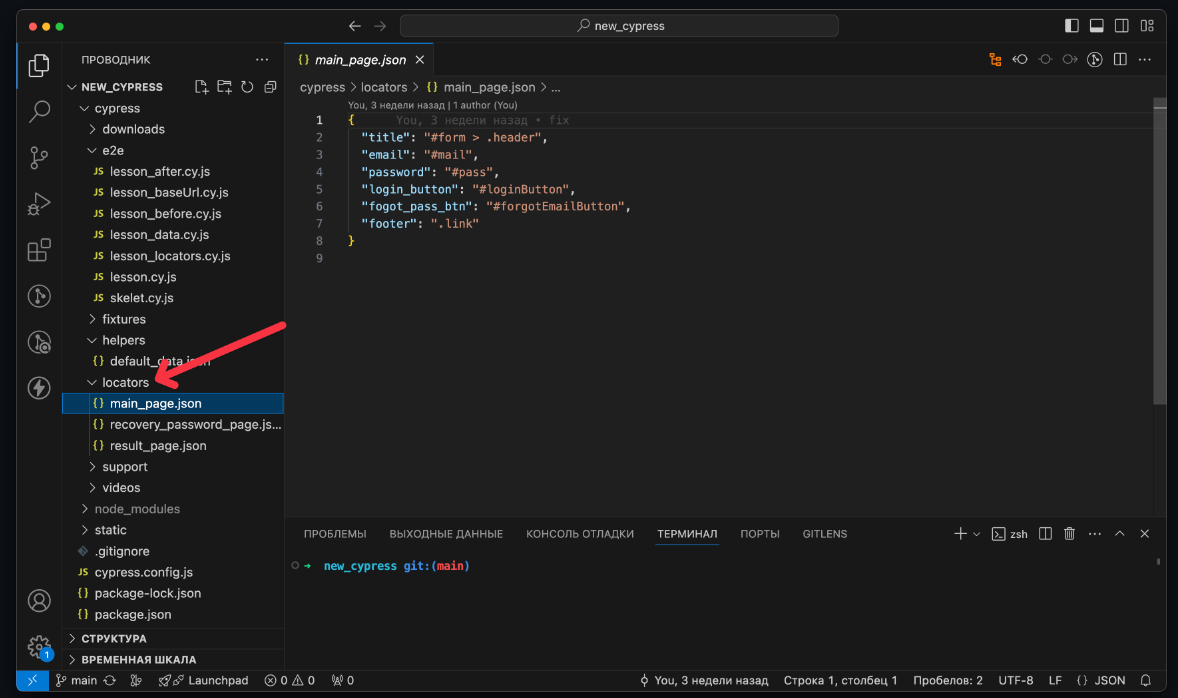 new_cypress
ПРОВОДНИК
NEW_CYPRESS
cypress
downloads
e2e
JS lesson_after.cy.js
JS lesson_baseUrl.cy.js
JS lesson_before.cy.js
JS lesson_data.cy.js
JS lesson_locators.cy.js
JS lesson.cy.js
JS skelet.cy.js
fixtures
helpers
{} default_data.json
locators
{} main_page.json
{} recovery_password_page.js...
{} result_page.json
support
videos
node_modules
static
.gitignore
JS cypress.config.js
{} package-lock.json
{} package.json
СТРУКТУРА
ВРЕМЕННАЯ ШКАЛА
1
{} main_page.json
cypress > locators > {} main_page.json > ...
You, 3 недели назад | 1 author (You)
1 { You, 3 недели назад • fix
2 "title": "#form > .header",
3 "email": "#mail",
4 "password": "#pass",
5 "login_button": "#loginButton",
6 "fogot_pass_btn": "#forgotEmailButton",
7 "footer": ".link"
8 }
9
ПРОБЛЕМЫ ВЫХОДНЫЕ ДАННЫЕ КОНСОЛЬ ОТЛАДКИ ТЕРМИНАЛ ПОРТЫ GITLENS
zsh
new_cypress git:(main)
main Launchpad 0 0 0 You, 3 недели назад Строка 1, столбец 1 Пробелов: 2 UTF-8 LF {} JSON